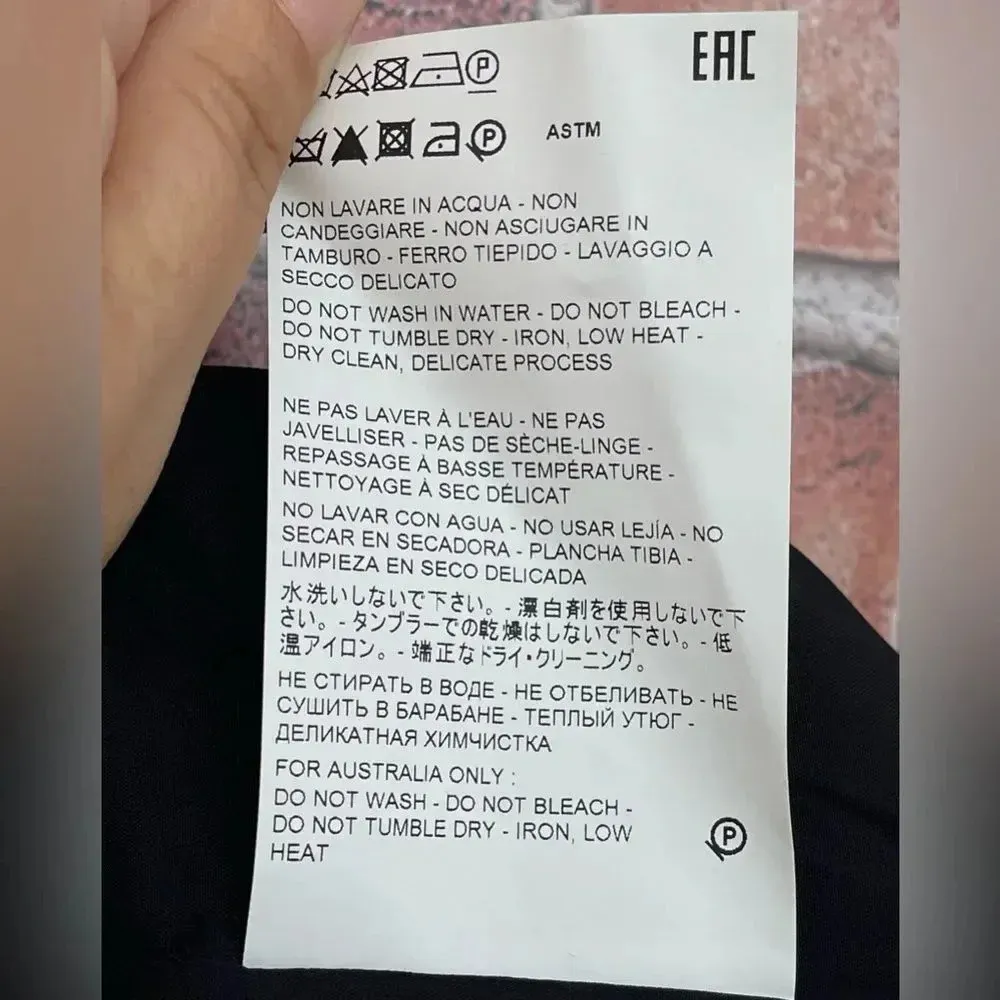 P
EAC
P
ASTM
NON LAVARE IN ACQUA - NON
CANDEGGIARE - NON ASCIUGARE IN
TAMBURO - FERRO TIEPIDO - LAVAGGIO A
SECCO DELICATO
DO NOT WASH IN WATER - DO NOT BLEACH -
DO NOT TUMBLE DRY - IRON, LOW HEAT -
DRY CLEAN, DELICATE PROCESS
NE PAS LAVER À L'EAU - NE PAS
JAVELLISER - PAS DE SÈCHE-LINGE -
REPASSAGE À BASSE TEMPÉRATURE -
NETTOYAGE À SEC DÉLICAT
NO LAVAR CON AGUA - NO USAR LEJÍA - NO
SECAR EN SECADORA - PLANCHA TIBIA -
LIMPIEZA EN SECO DELICADA
水洗いしないで下さい。- 漂白剤を使用しないで下
さい。- タンブラーでの乾燥はしないで下さい。- 低
温アイロン。- 端正なドライ・クリーニング。
НЕ СТИРАТЬ В ВОДЕ - НЕ ОТБЕЛИВАТЬ - НЕ
СУШИТЬ В БАРАБАНЕ - ТЕПЛЫЙ УТЮГ -
ДЕЛИКАТНАЯ ХИМЧИСТКА
FOR AUSTRALIA ONLY :
DO NOT WASH - DO NOT BLEACH -
DO NOT TUMBLE DRY - IRON, LOW
HEAT
P